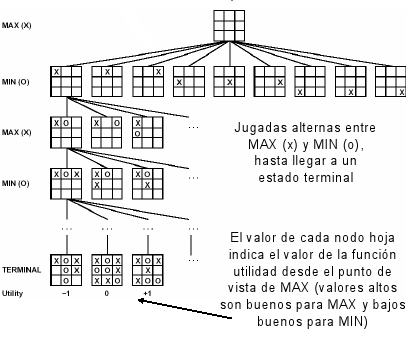 MAX (X)
X X X X X X X X X
MIN (O)
X O X O X
O
MAX (X)
...
Jugadas alternas entre
MAX (x) y MIN (o),
hasta llegar a un
estado terminal
X O X X O X O
X X
MIN (O)
...
... ... ...
...
TERMINAL
X O X X O X X O X
O X O O X X
O X X O X O O
Utility −1 0 +1
El valor de cada nodo hoja
indica el valor de la función
utilidad desde el punto de
vista de MAX (valores altos
son buenos para MAX y bajos
buenos para MIN)